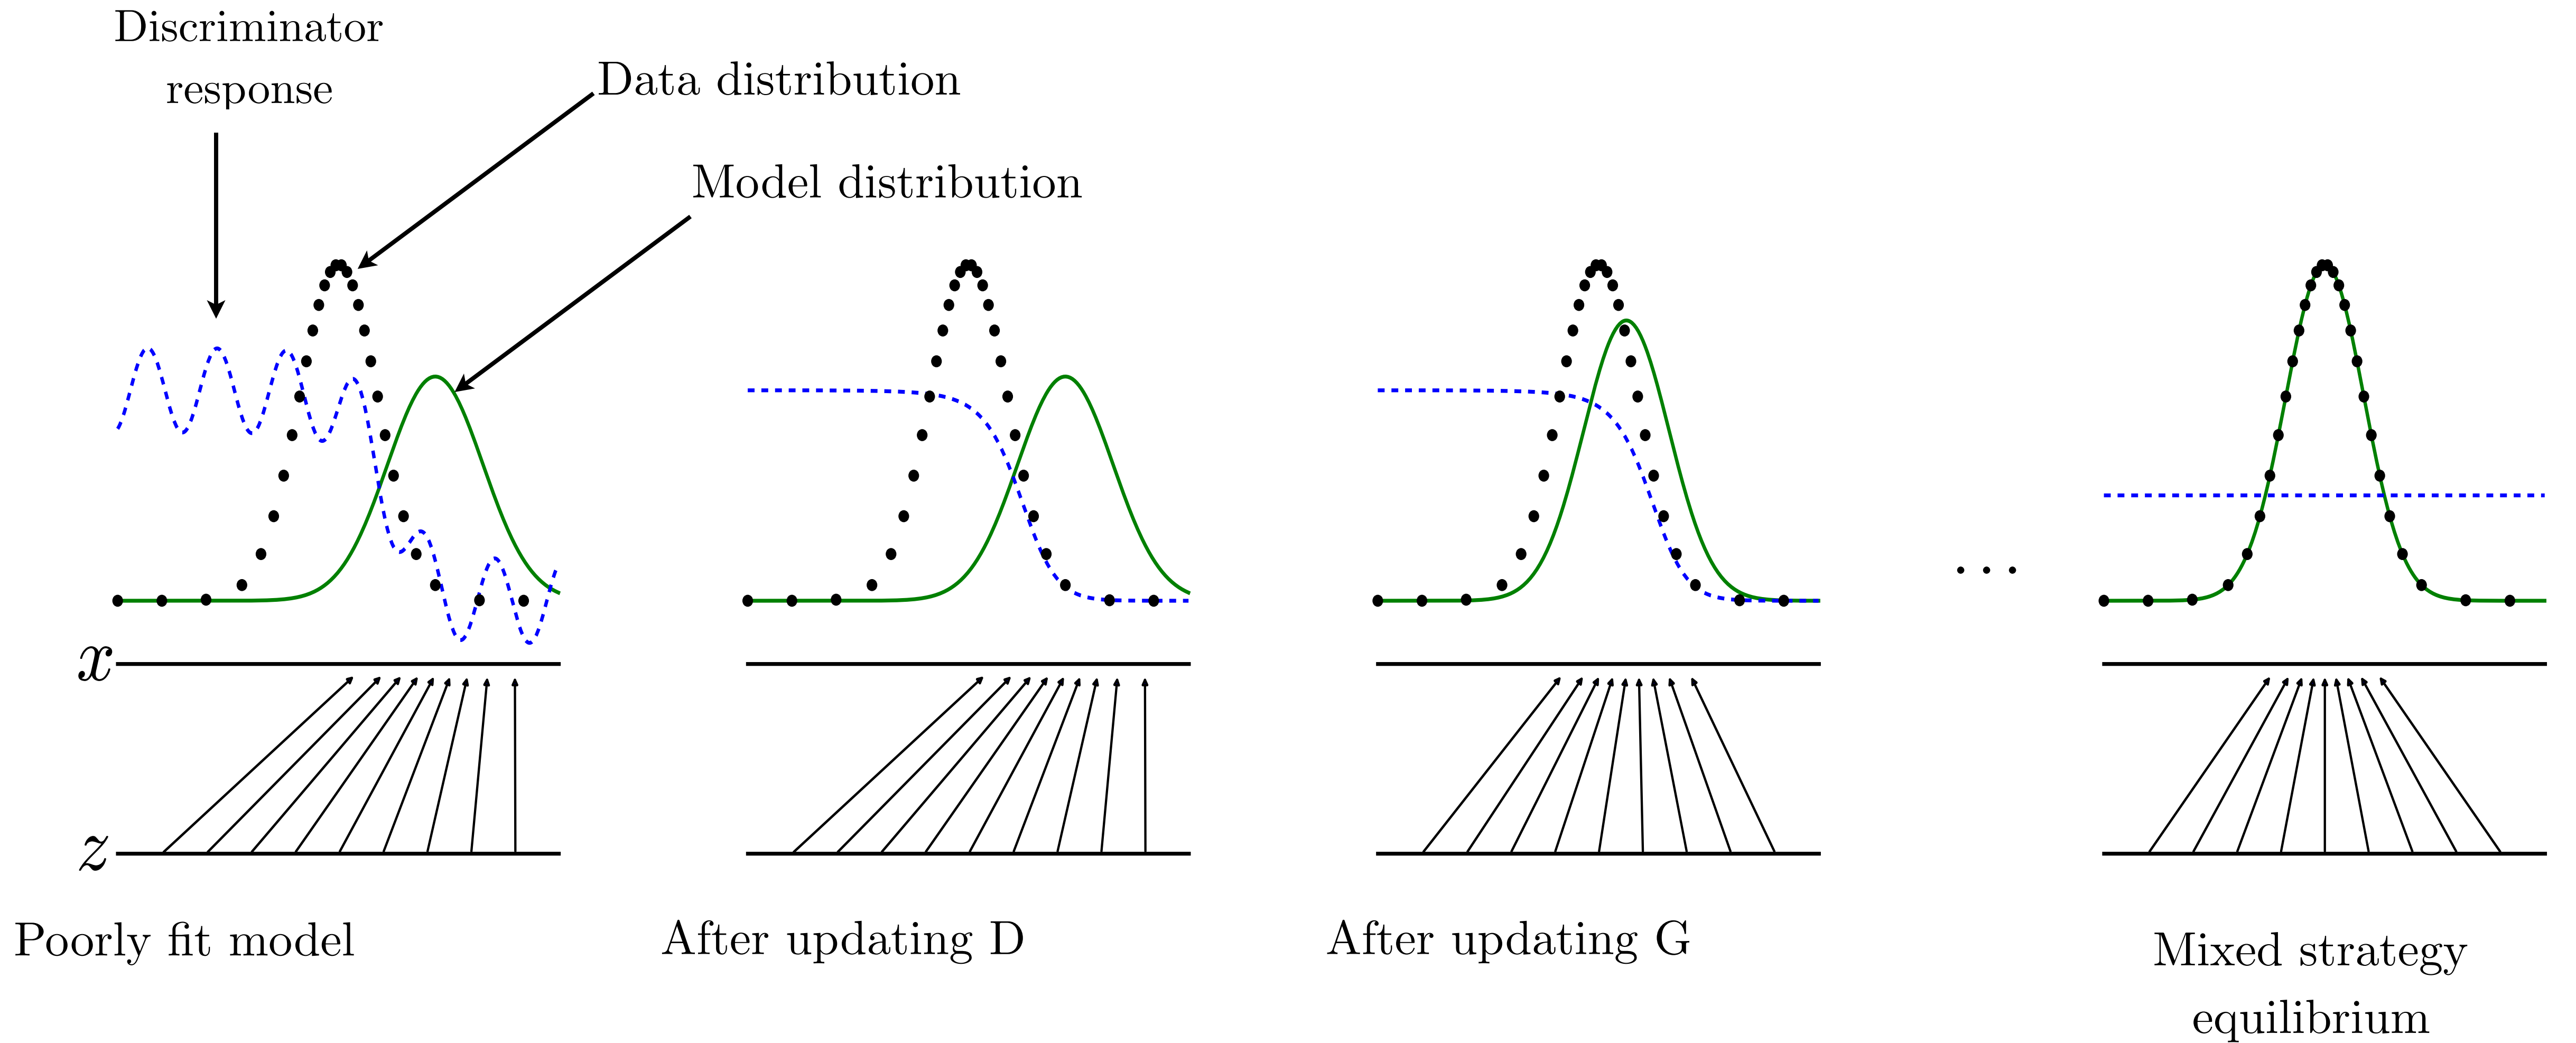 Discriminator
response
Data distribution
Model distribution
. . .
x
z
Poorly fit model
After updating D
After updating G
Mixed strategy
equilibrium